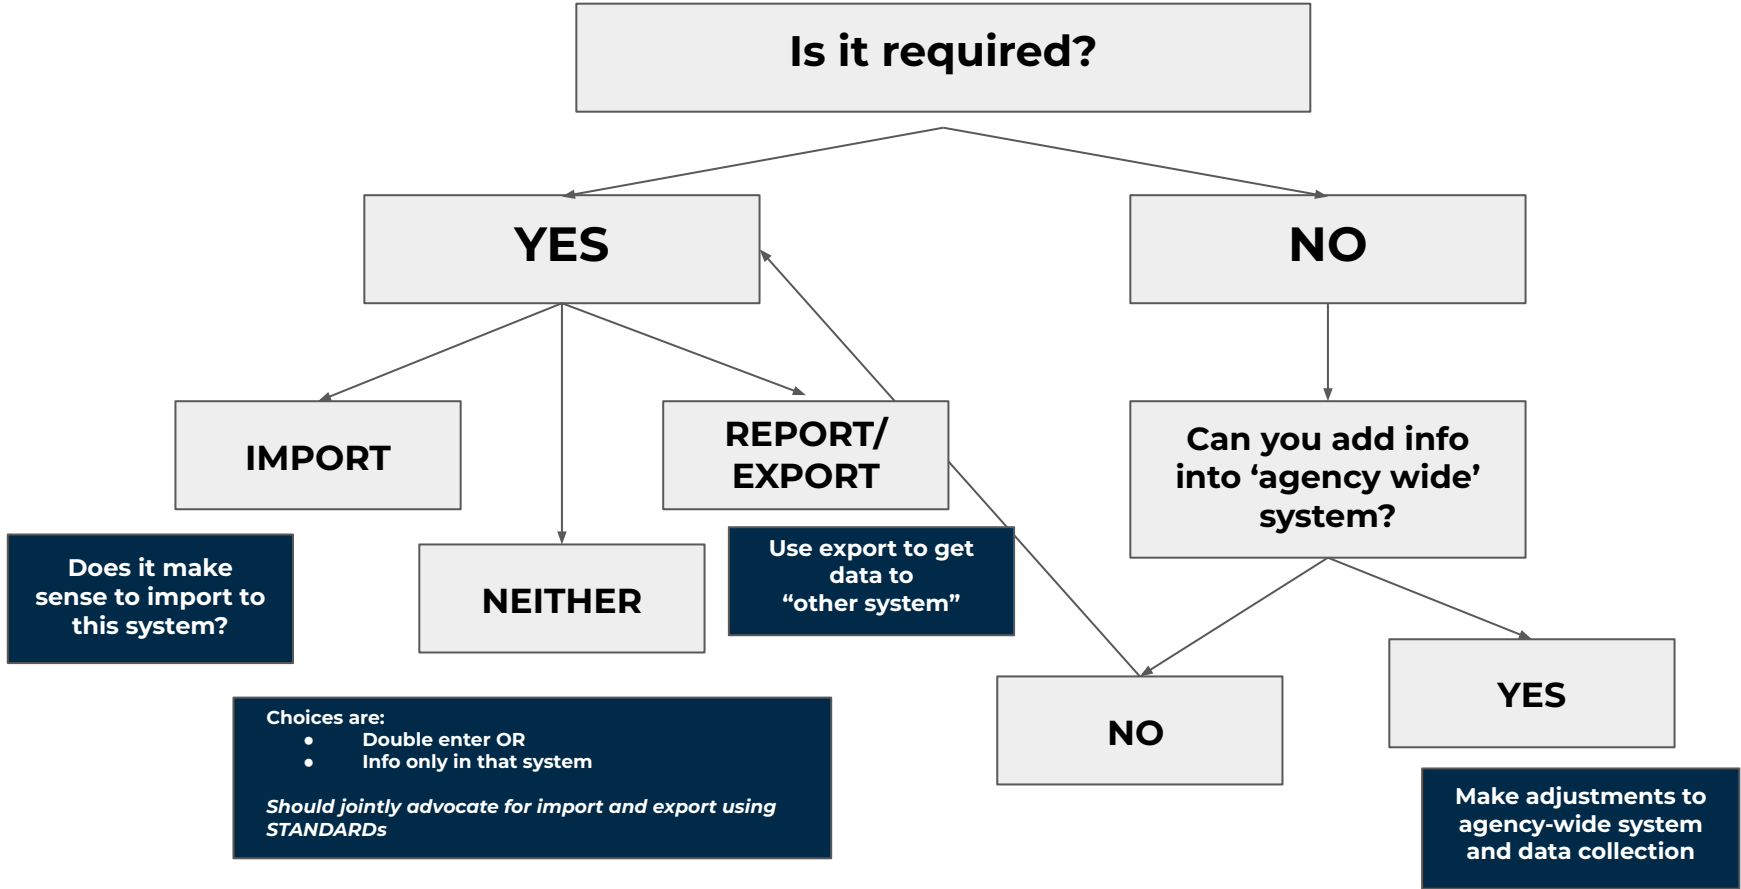 Is it required?
YES
NO
IMPORT
REPORT/
EXPORT
Can you add info
into ‘agency wide’
system?
Does it make
sense to import to
this system?
NEITHER
Use export to get
data to
“other system”
NO
YES
Choices are:
● Double enter OR
● Info only in that system
Should jointly advocate for import and export using
STANDARDs
Make adjustments to
agency-wide system
and data collection